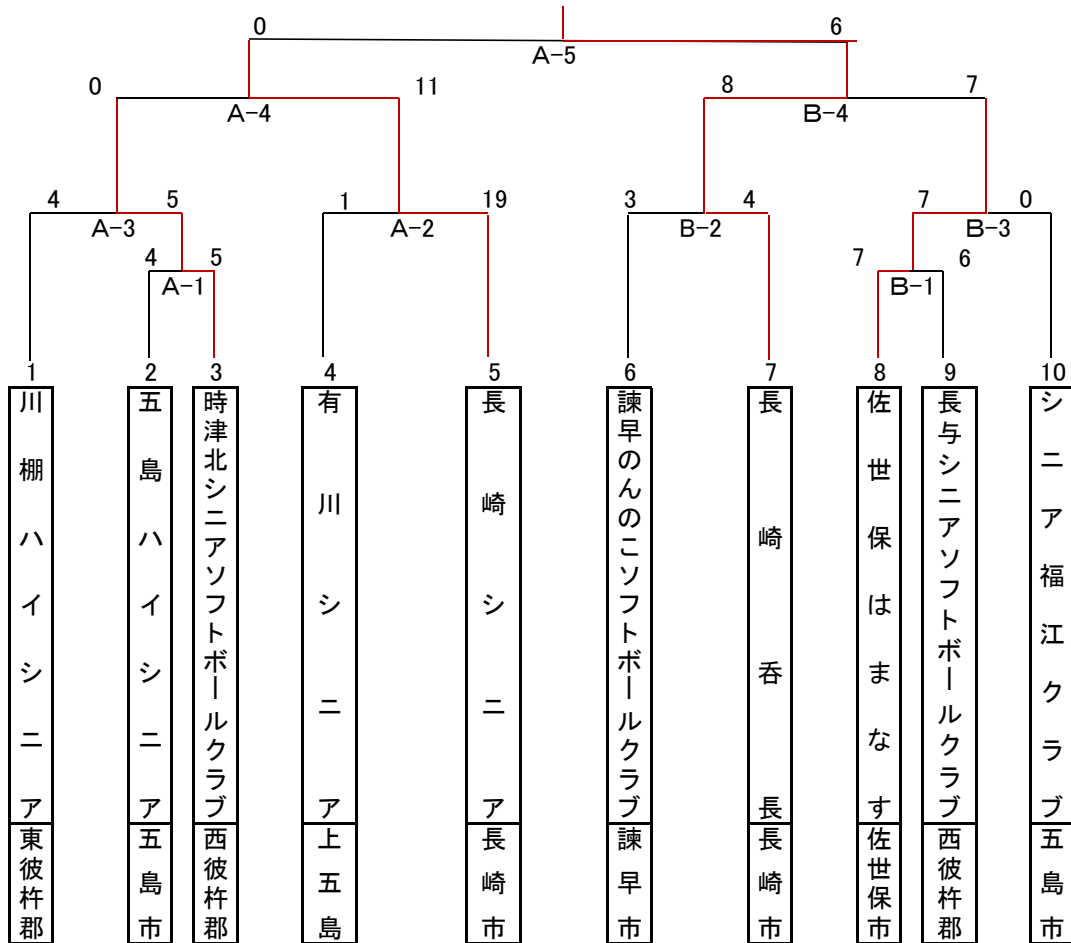 0 6
A-5
0 11 8 7
A-4 B-4
4 5 1 19 3 4 7 0
A-3 A-2 B-2 B-3
4 5 7 6
A-1 B-1
1 2 3 4 5 6 7 8 9 10
川棚ハイシニア
五島ハイシニア
時津北シニアソフトボールクラブ
有川シニア
長崎シニア
諫早のんのこソフトボールクラブ
長崎呑長
佐世保はまなす
長与シニアソフトボールクラブ
シニア福江クラブ
東彼杵郡
五島市
西彼杵郡
上五島
長崎市
諫早市
長崎市
佐世保市
西彼杵郡
五島市